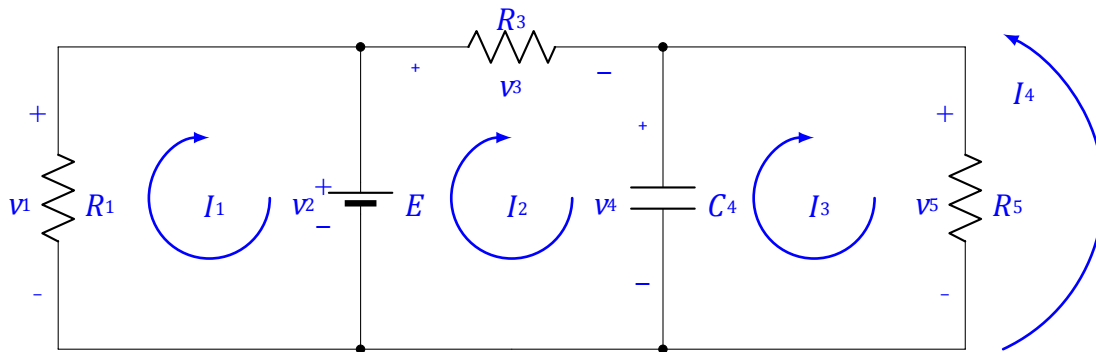 R3
+ −
v3
I4
+ + + +
v1 R1 I1 v2 + E I2 v4 C4 I3 v5 R5
−
- − -